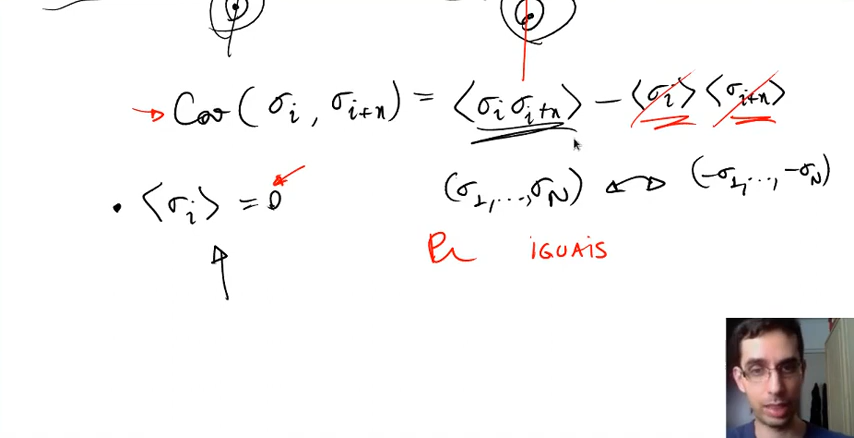 → Cov(σi, σi+n) = ⟨σi σi+n⟩ − ⟨σi⟩ ⟨σi+n⟩
• ⟨σi⟩ = 0 (σ1, ..., σN) ↔ (−σ1, ..., −σN)
Pr IGUAIS